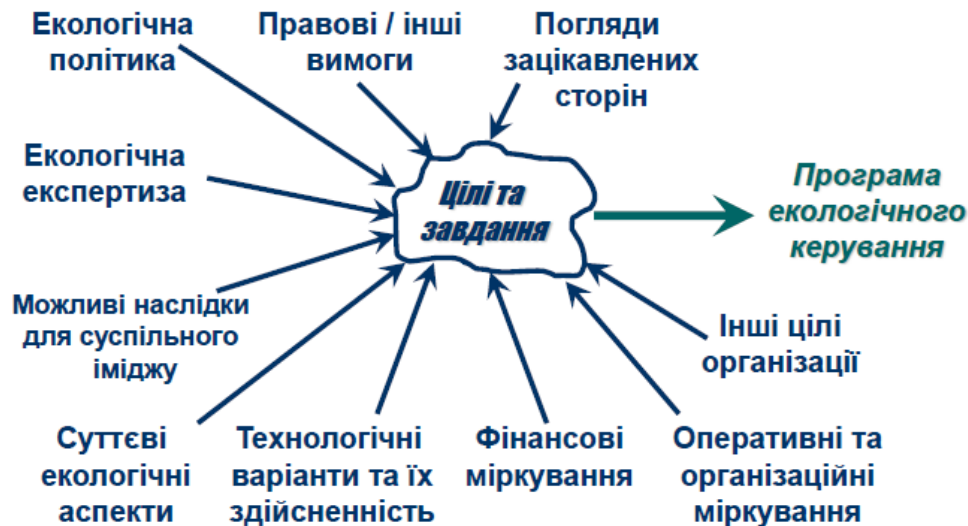 Екологічна
політика
Правові / інші
вимоги
Погляди
зацікавлених
сторін
Екологічна
експертиза
Цілі та
завдання
Програма
екологічного
керування
Можливі наслідки
для суспільного
іміджу
Інші цілі
організації
Суттєві
екологічні
аспекти
Технологічні
варіанти та їх
здійсненність
Фінансові
міркування
Оперативні та
організаційні
міркування